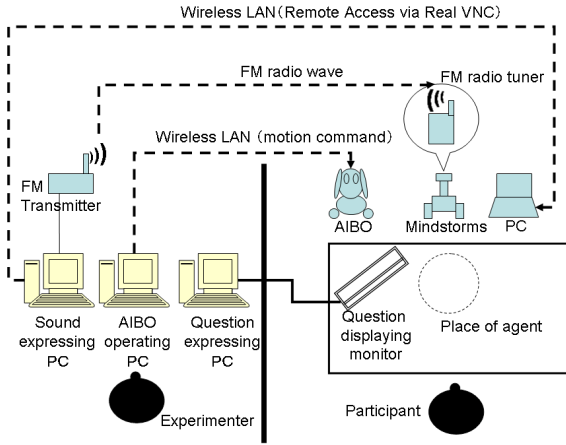 Wireless LAN(Remote Access via Real VNC)
FM radio wave
FM radio tuner
Wireless LAN (motion command)
FM
Transmitter
AIBO
Mindstorms
PC
Sound
expressing
PC
AIBO
operating
PC
Question
expressing
PC
Question
displaying
monitor
Place of agent
Experimenter
Participant